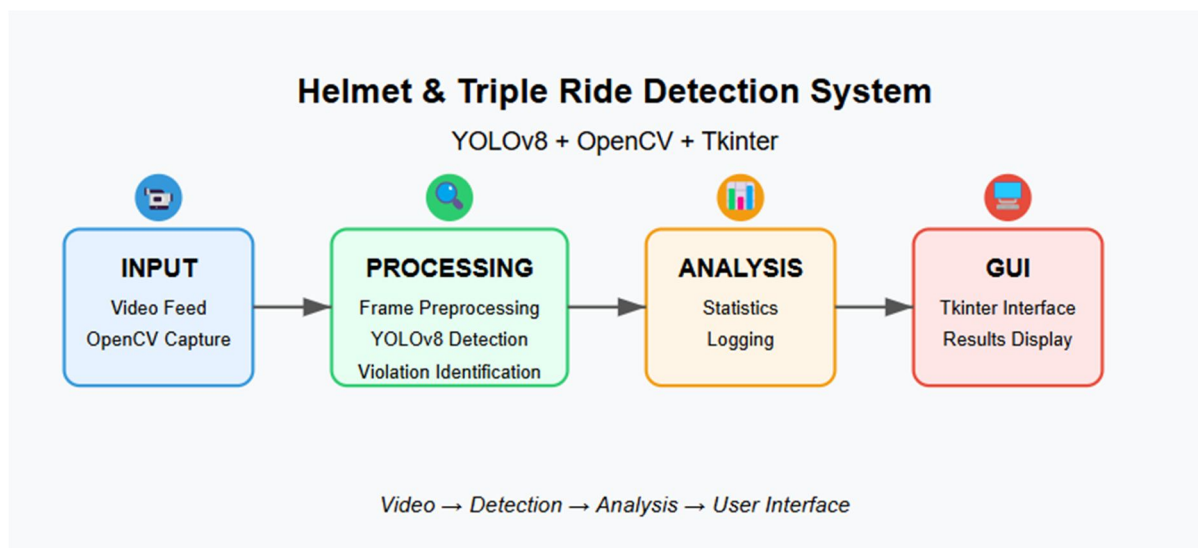 Helmet & Triple Ride Detection System
YOLOv8 + OpenCV + Tkinter
INPUT
Video Feed
OpenCV Capture
PROCESSING
Frame Preprocessing
YOLOv8 Detection
Violation Identification
ANALYSIS
Statistics
Logging
GUI
Tkinter Interface
Results Display
Video → Detection → Analysis → User Interface